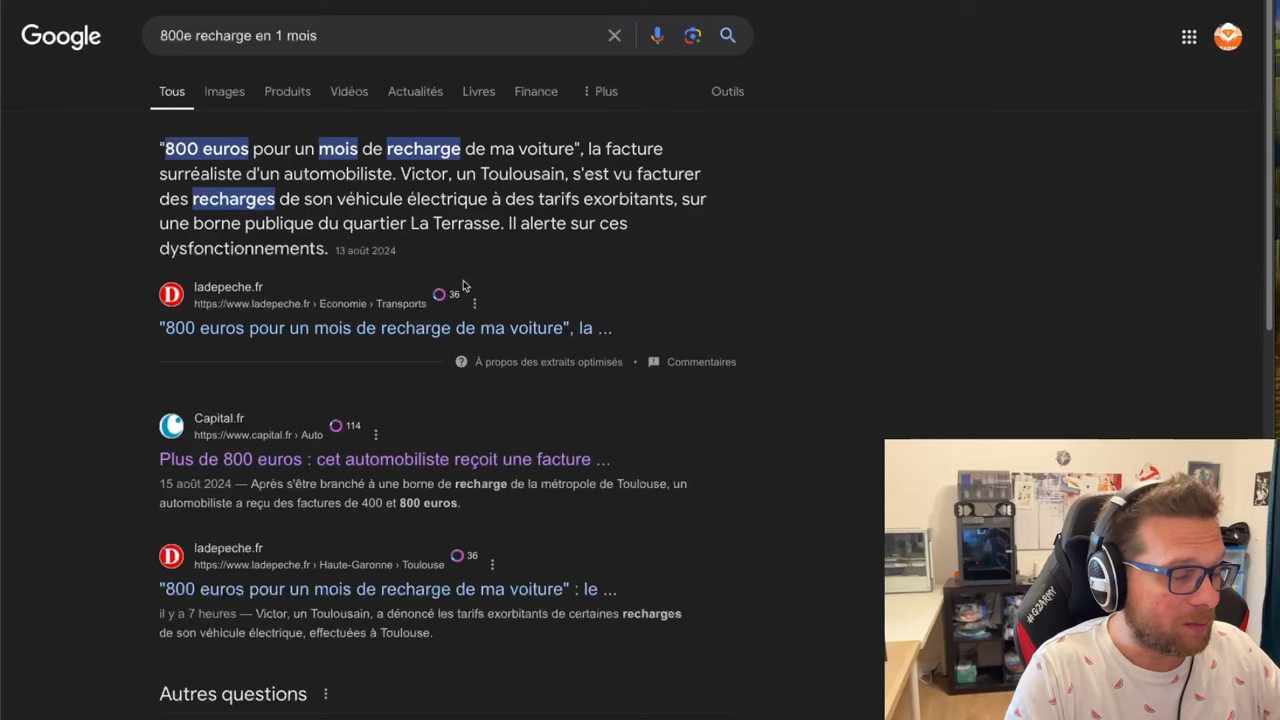 Google
800e recharge en 1 mois
Tous
Images
Produits
Vidéos
Actualités
Livres
Finance
Plus
Outils
"800 euros pour un mois de recharge de ma voiture", la facture
surréaliste d'un automobiliste. Victor, un Toulousain, s'est vu facturer
des recharges de son véhicule électrique à des tarifs exorbitants, sur
une borne publique du quartier La Terrasse. Il alerte sur ces
dysfonctionnements. 13 août 2024
ladepeche.fr
https://www.ladepeche.fr › Economie › Transports
36
"800 euros pour un mois de recharge de ma voiture", la ...
À propos des extraits optimisés • Commentaires
Capital.fr
https://www.capital.fr › Auto
114
Plus de 800 euros : cet automobiliste reçoit une facture ...
15 août 2024 — Après s'être branché à une borne de recharge de la métropole de Toulouse, un
automobiliste a reçu des factures de 400 et 800 euros.
ladepeche.fr
https://www.ladepeche.fr › Haute-Garonne › Toulouse
36
"800 euros pour un mois de recharge de ma voiture" : le ...
il y a 7 heures — Victor, un Toulousain, a dénoncé les tarifs exorbitants de certaines recharges
de son véhicule électrique, effectuées à Toulouse.
Autres questions
#G2ARMY